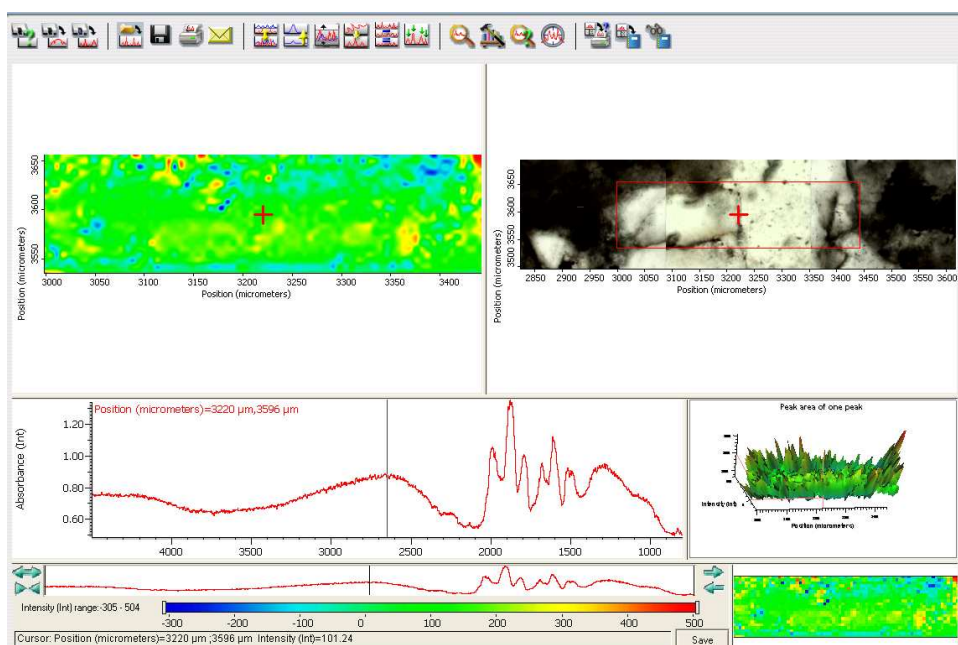 3650
3600
3550
Position (micrometers)
3000 3050 3100 3150 3200 3250 3300 3350 3400
Position (micrometers)
3650
3600
3550
3500
Position (micrometers)
2850 2900 2950 3000 3050 3100 3150 3200 3250 3300 3350 3400 3450 3500 3550 3600
Position (micrometers)
Position (micrometers)=3220 µm,3596 µm
1.20
0.80
0.60
Absorbance (Int)
4000 3500 3000 2500 2000 1500 1000
Peak area of one peak
Intensity (Int)
Position (micrometers)
Intensity (Int) range:-305 - 504
-300 -200 -100 0 100 200 300 400 500
Cursor: Position (micrometers)=3220 µm ;3596 µm Intensity (Int)=101.24
Save